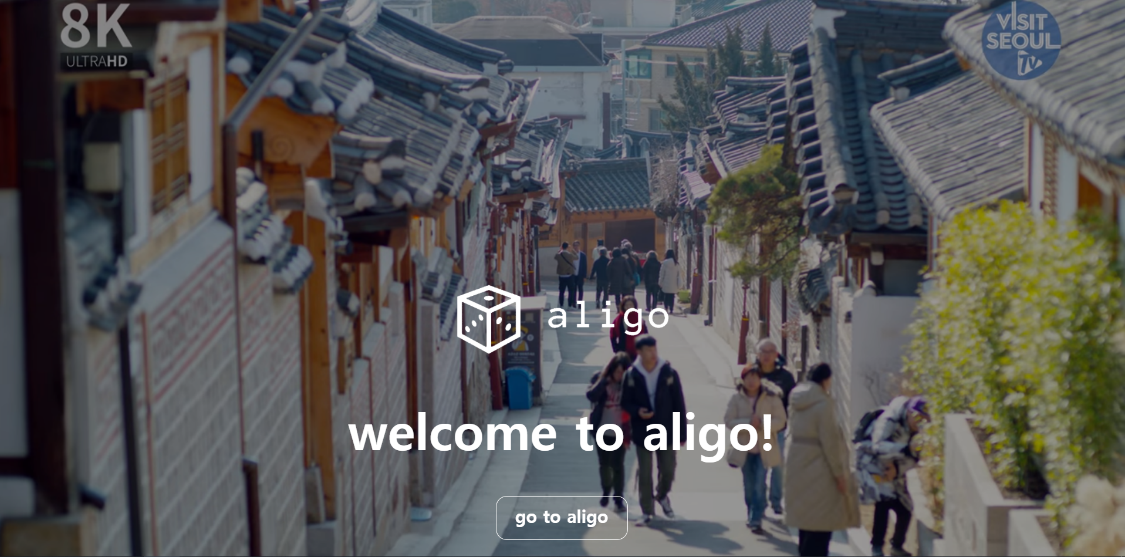 8K
ULTRAHD
VISIT
SEOUL
tv
aligo
welcome to aligo!
go to aligo